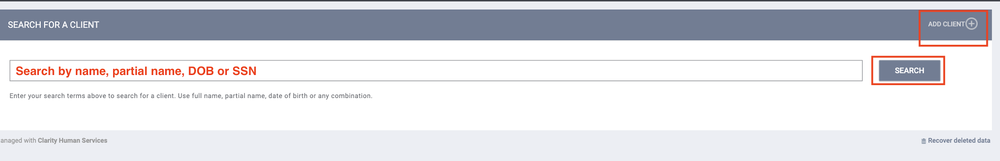 SEARCH FOR A CLIENT
ADD CLIENT
Search by name, partial name, DOB or SSN
SEARCH
Enter your search terms above to search for a client. Use full name, partial name, date of birth or any combination.
anaged with Clarity Human Services
Recover deleted data